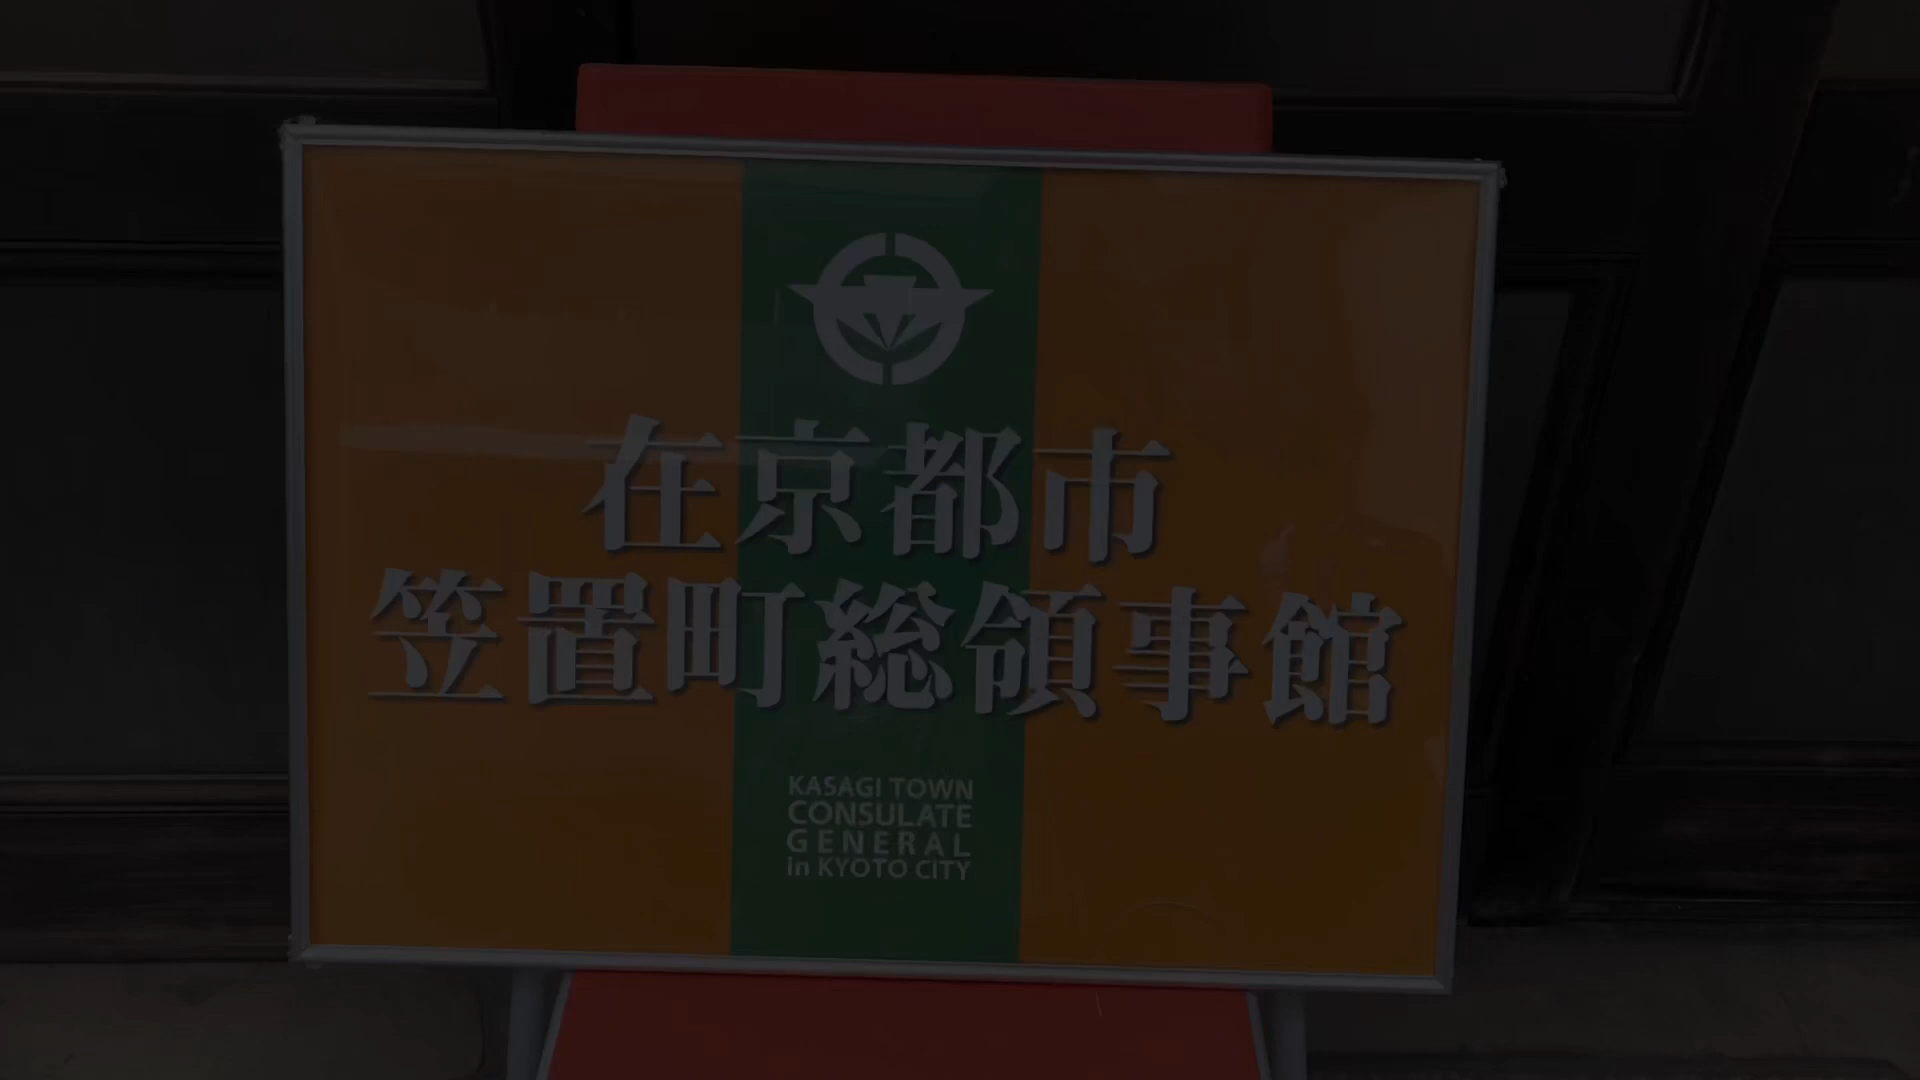 在京都市
笠置町総領事館
KASAGI TOWN
CONSULATE
GENERAL
in KYOTO CITY